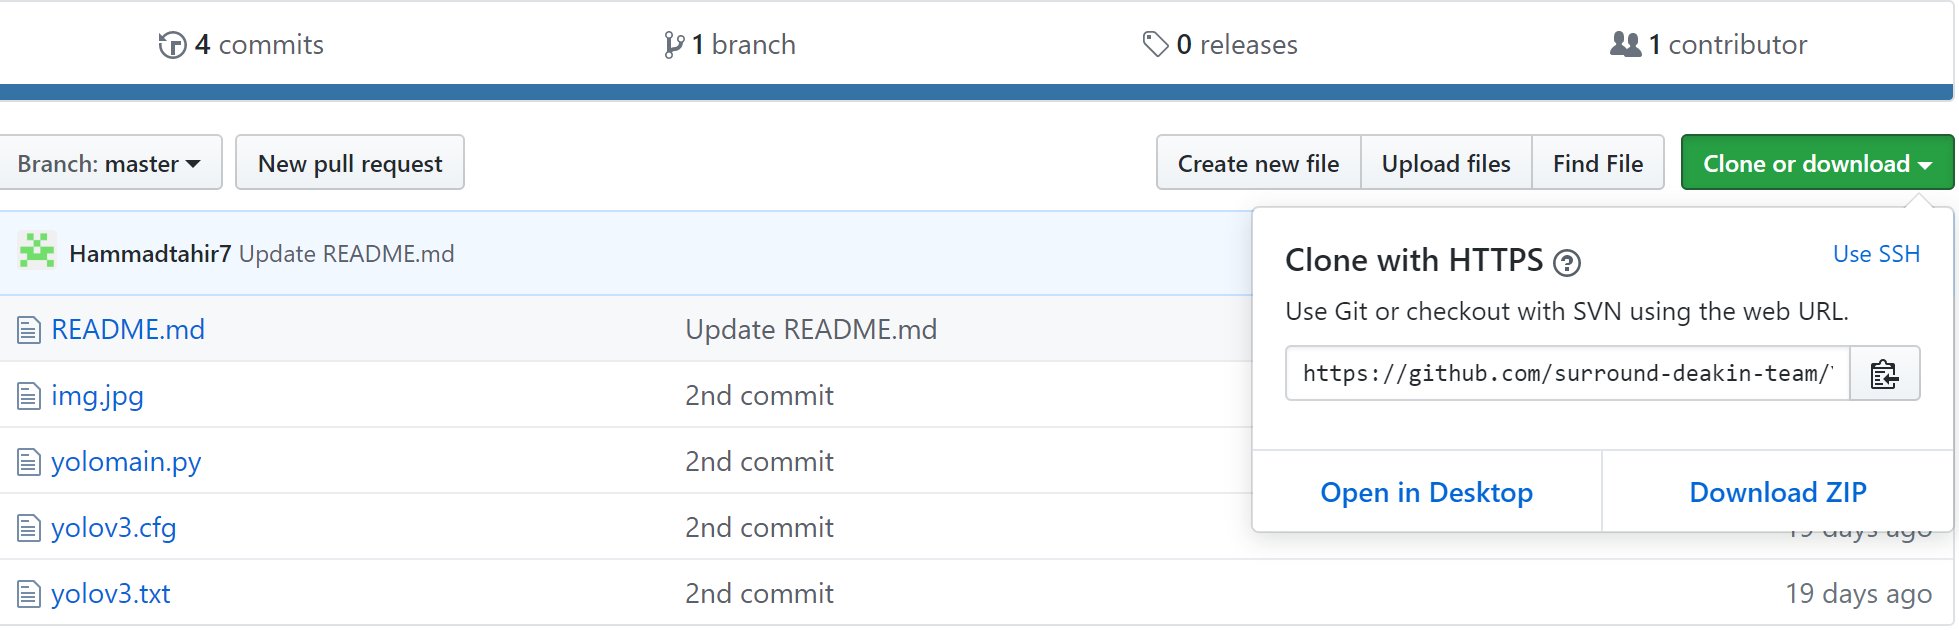 4 commits 1 branch 0 releases 1 contributor
Branch: master New pull request Create new file Upload files Find File Clone or download
Hammadtahir7 Update README.md
Clone with HTTPS Use SSH
Use Git or checkout with SVN using the web URL.
https://github.com/surround-deakin-team/
Open in Desktop Download ZIP
README.md Update README.md
img.jpg 2nd commit
yolomain.py 2nd commit
yolov3.cfg 2nd commit 19 days ago
yolov3.txt 2nd commit 19 days ago